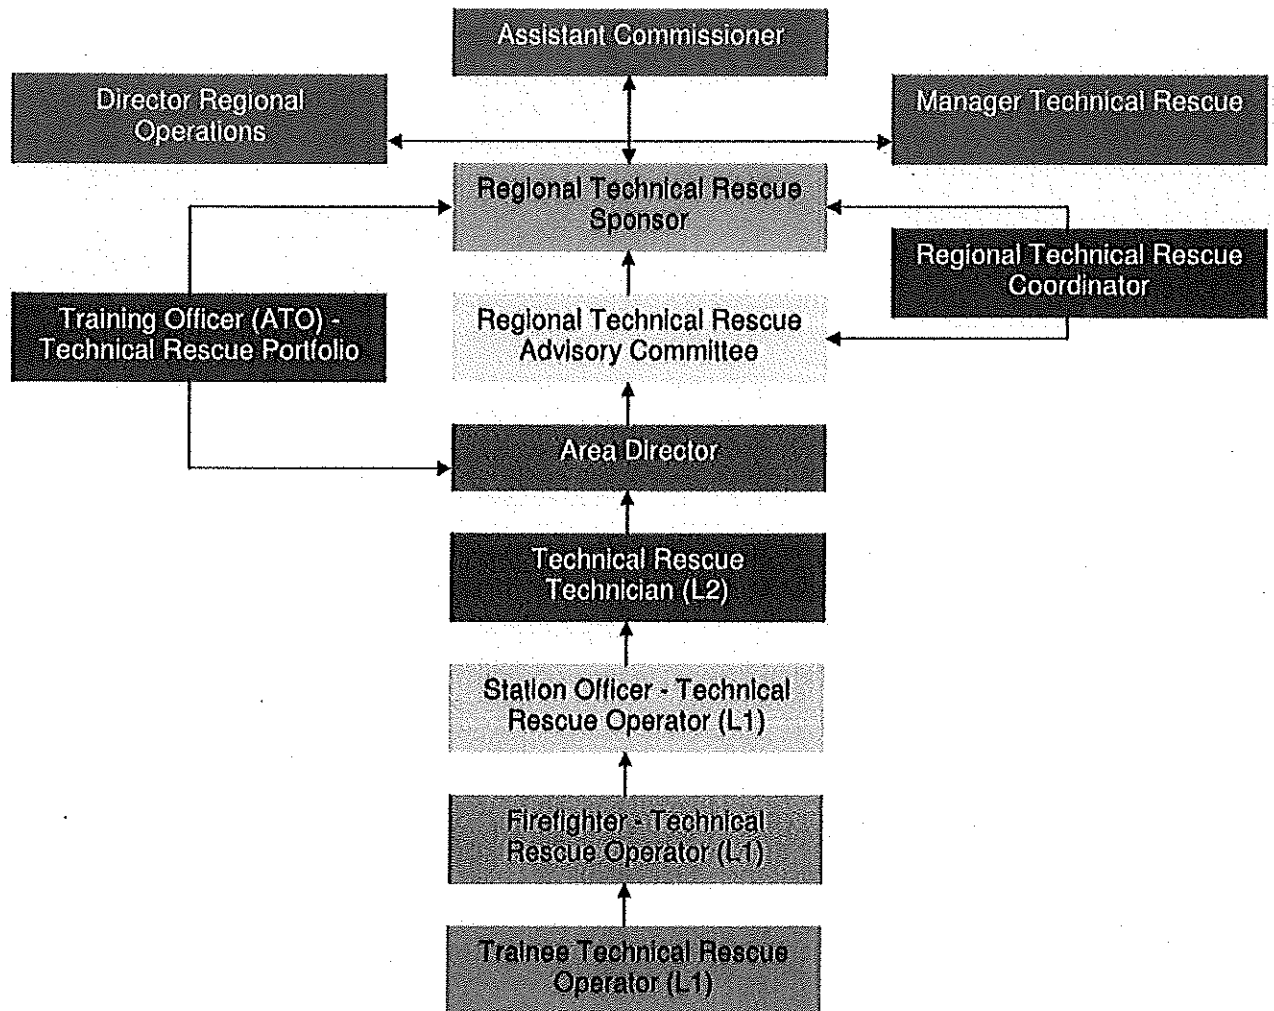 Assistant Commissioner
Director Regional
Operations
Manager Technical Rescue
Regional Technical Rescue
Sponsor
Regional Technical Rescue
Coordinator
Training Officer (ATO) -
Technical Rescue Portfolio
Regional Technical Rescue
Advisory Committee
Area Director
Technical Rescue
Technician (L2)
Station Officer - Technical
Rescue Operator (L1)
Firefighter - Technical
Rescue Operator (L1)
Trainee Technical Rescue
Operator (L1)